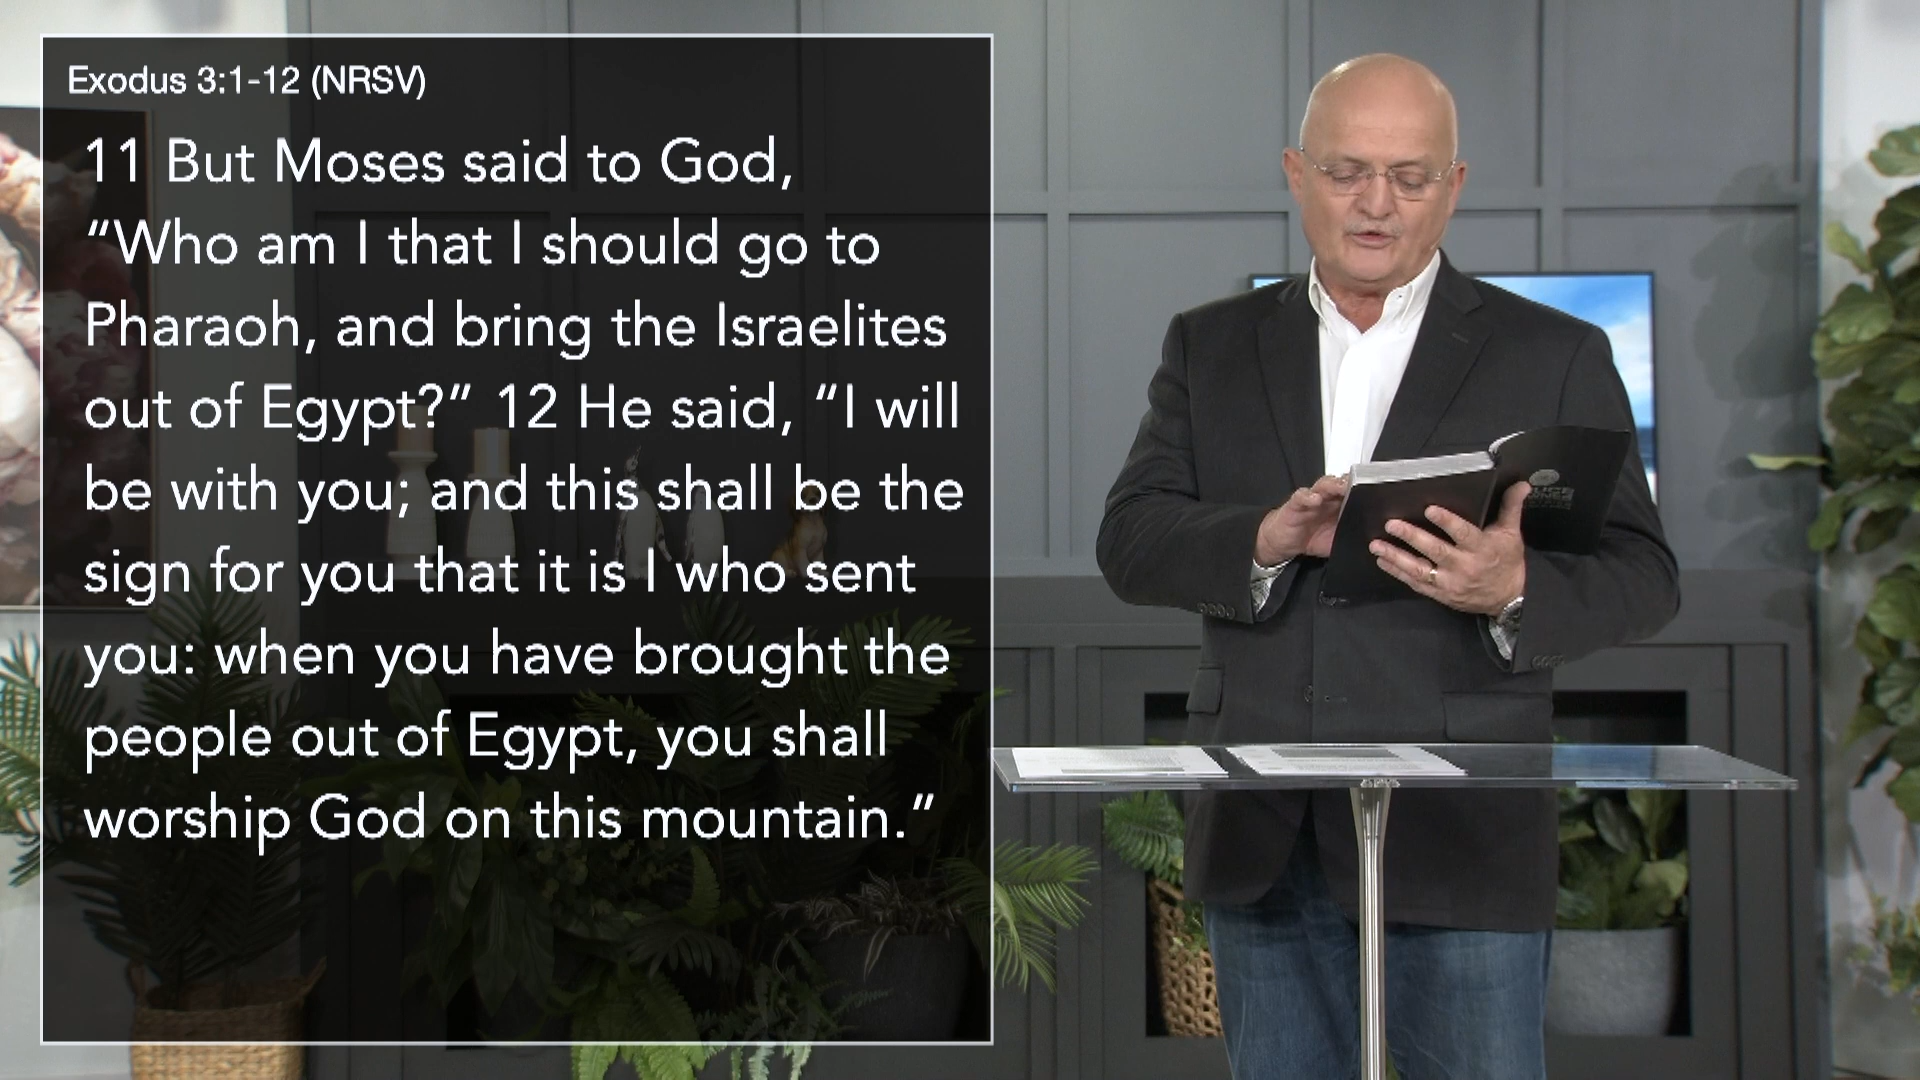 Exodus 3:1-12 (NRSV)
11 But Moses said to God,
“Who am I that I should go to
Pharaoh, and bring the Israelites
out of Egypt?” 12 He said, “I will
be with you; and this shall be the
sign for you that it is I who sent
you: when you have brought the
people out of Egypt, you shall
worship God on this mountain.”